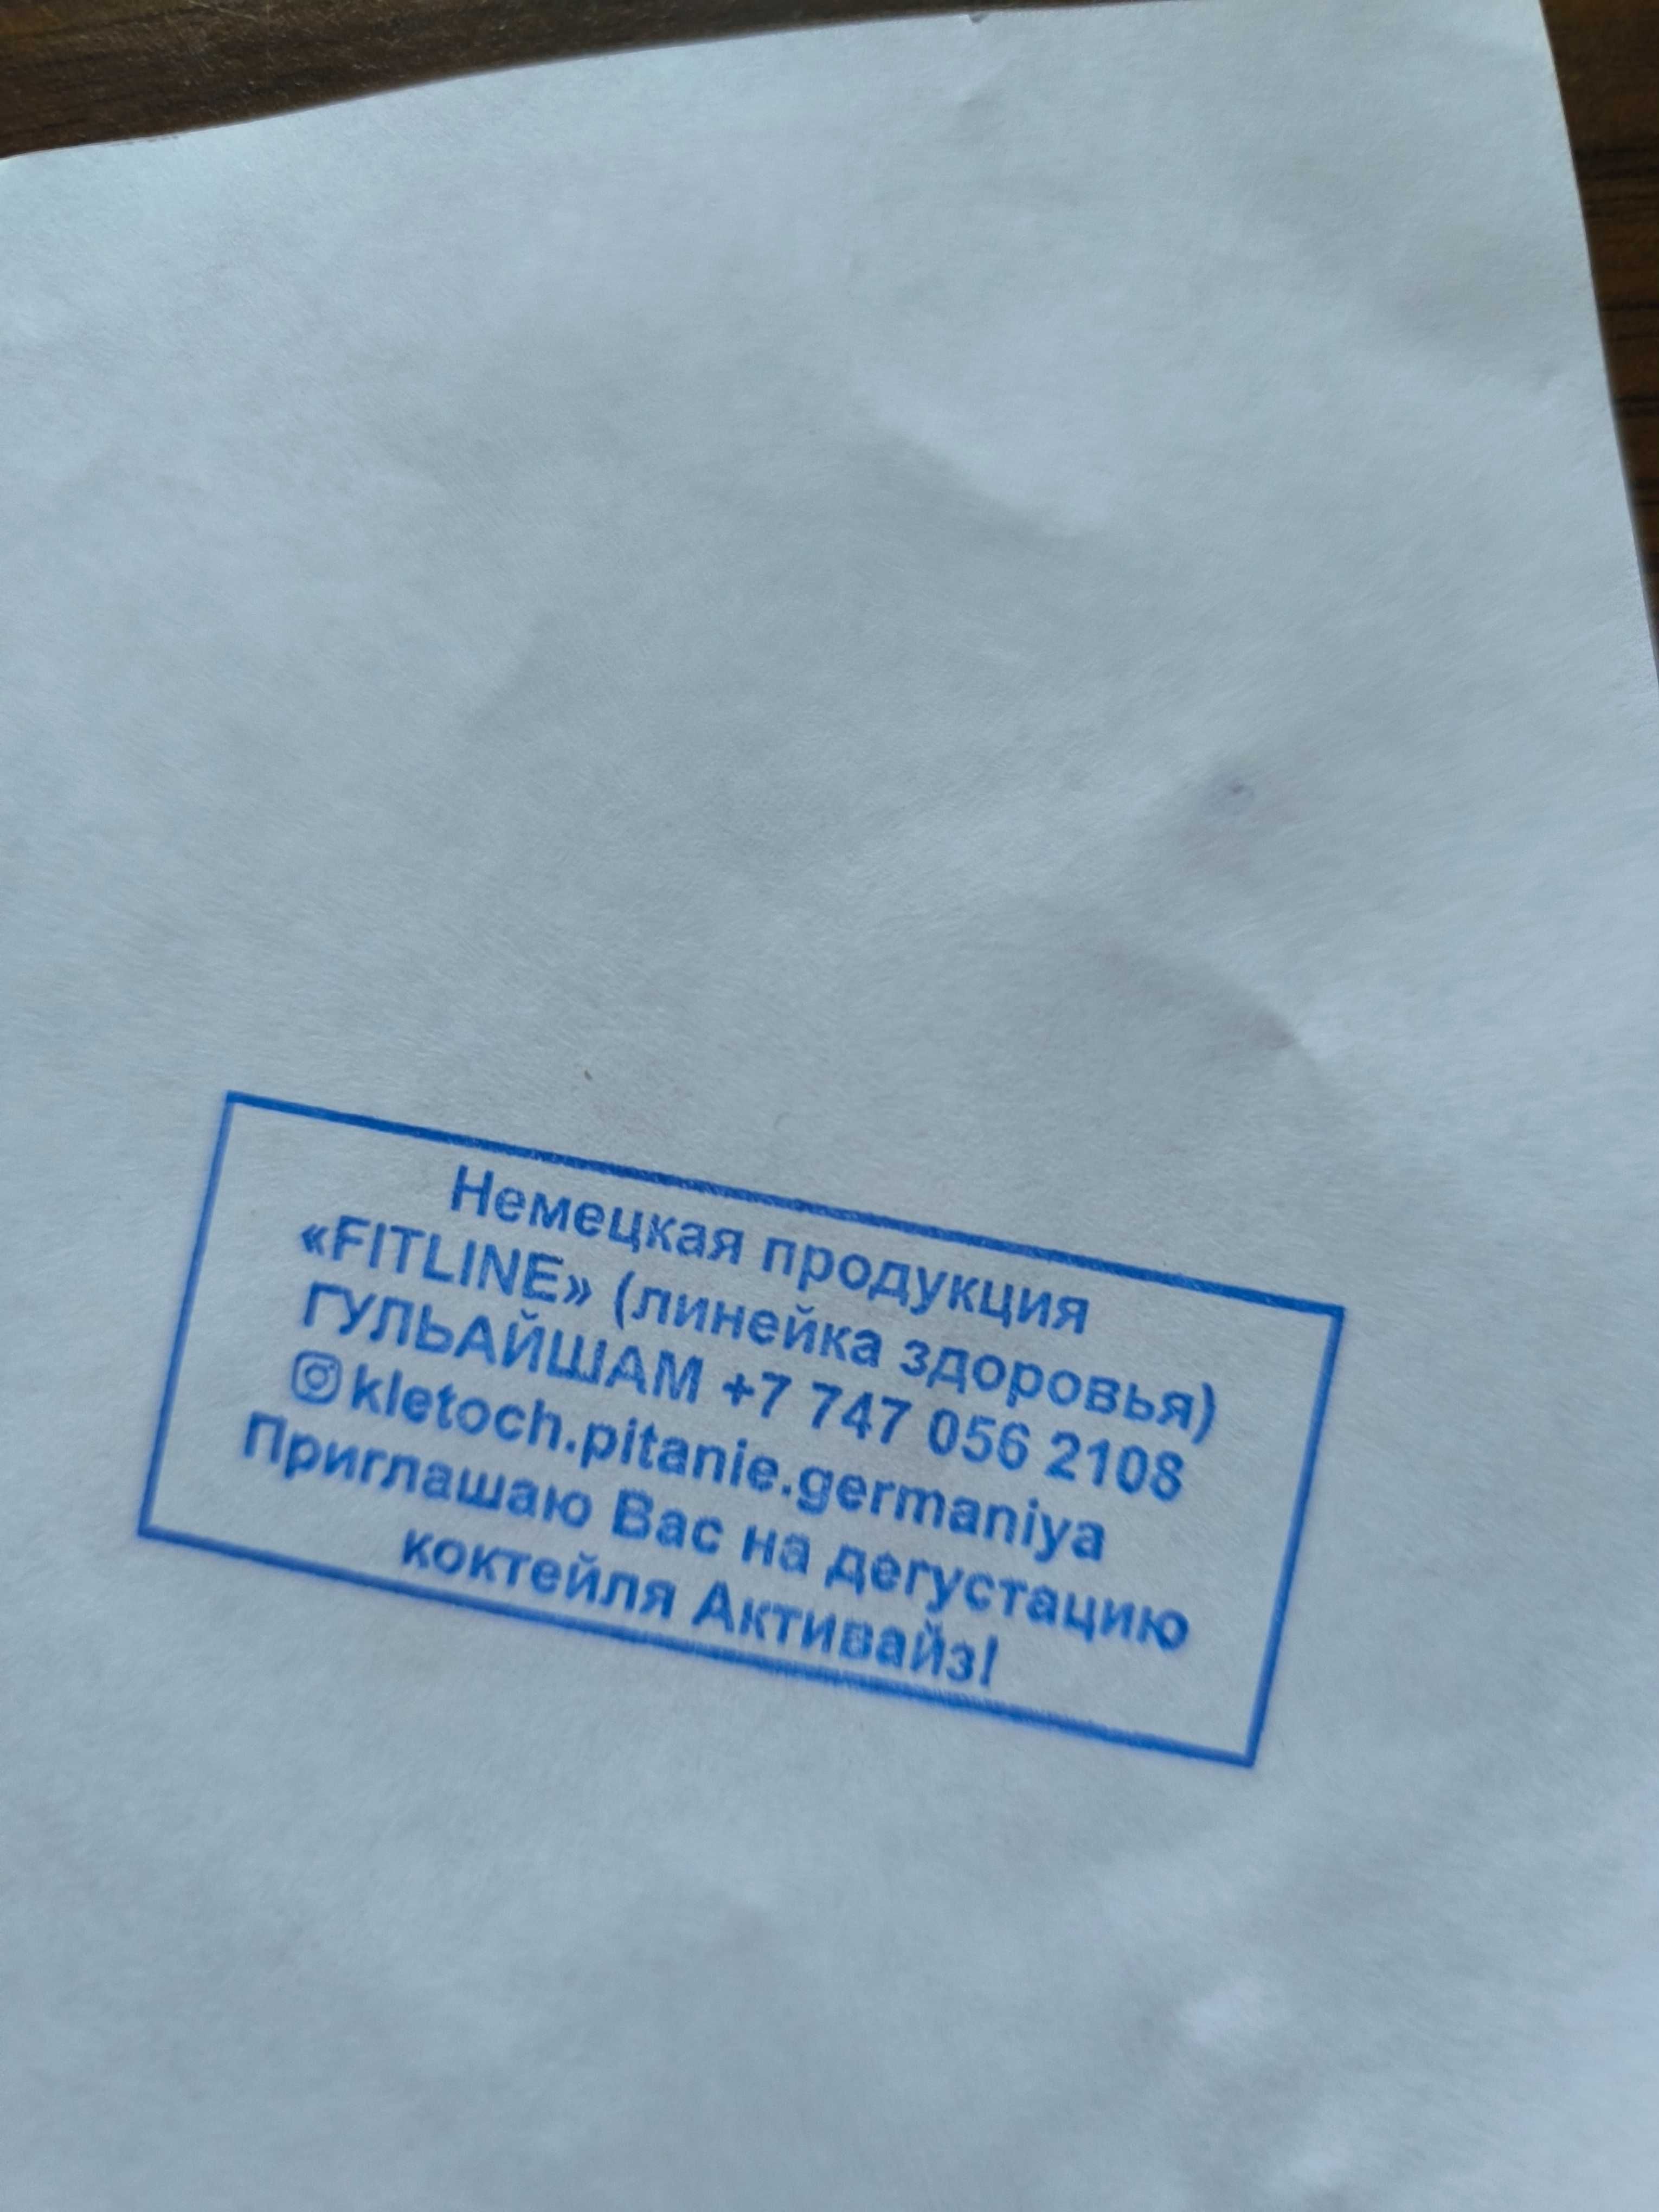 Немецкая продукция
«FITLINE» (линейка здоровья)
ГУЛЬАЙШАМ +7 747 056 2108
kletoch.pitanie.germaniya
Приглашаю Вас на дегустацию
коктейля Активайз!